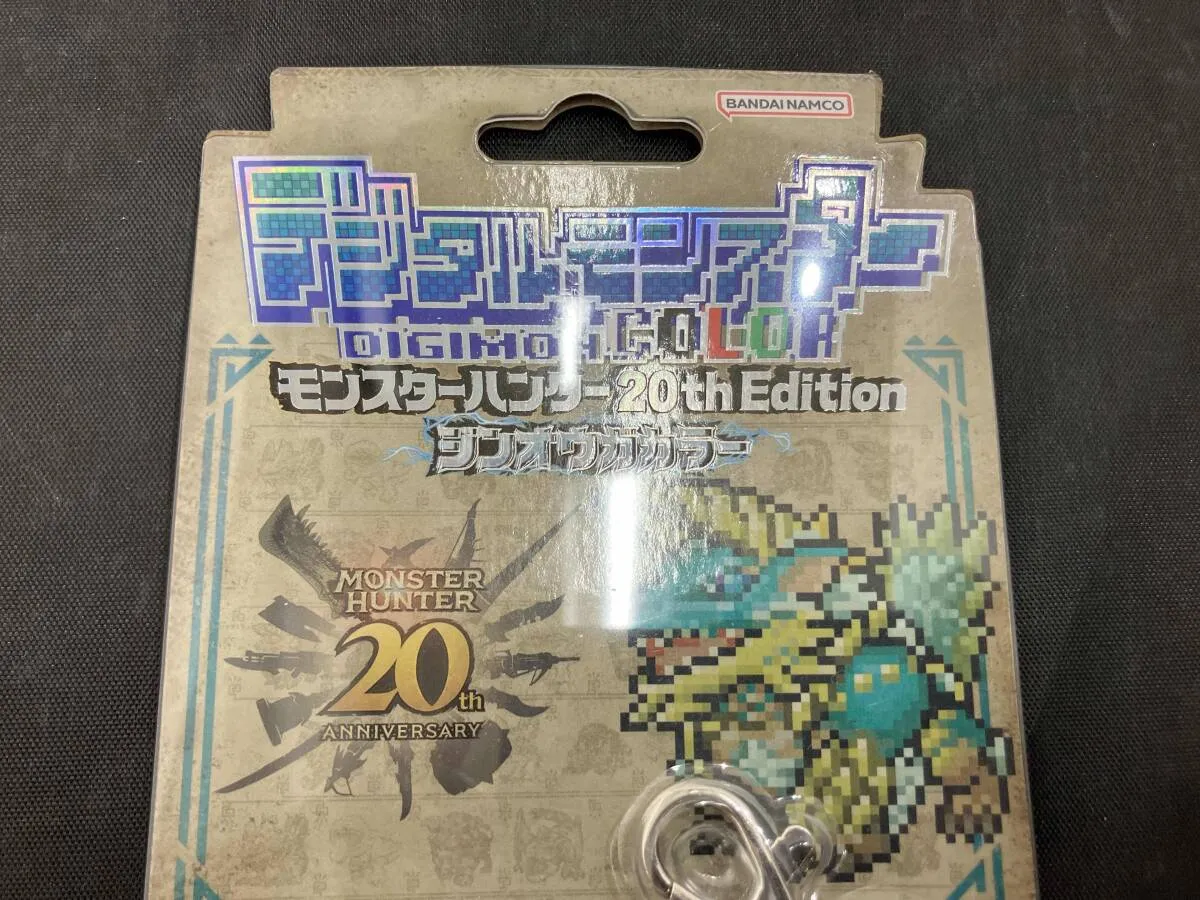 BANDAI NAMCO
デジタルモンスター
DIGIMON COLOR
モンスターハンター 20th Edition
ジンオウガカラー
MONSTER
HUNTER
20th
ANNIVERSARY